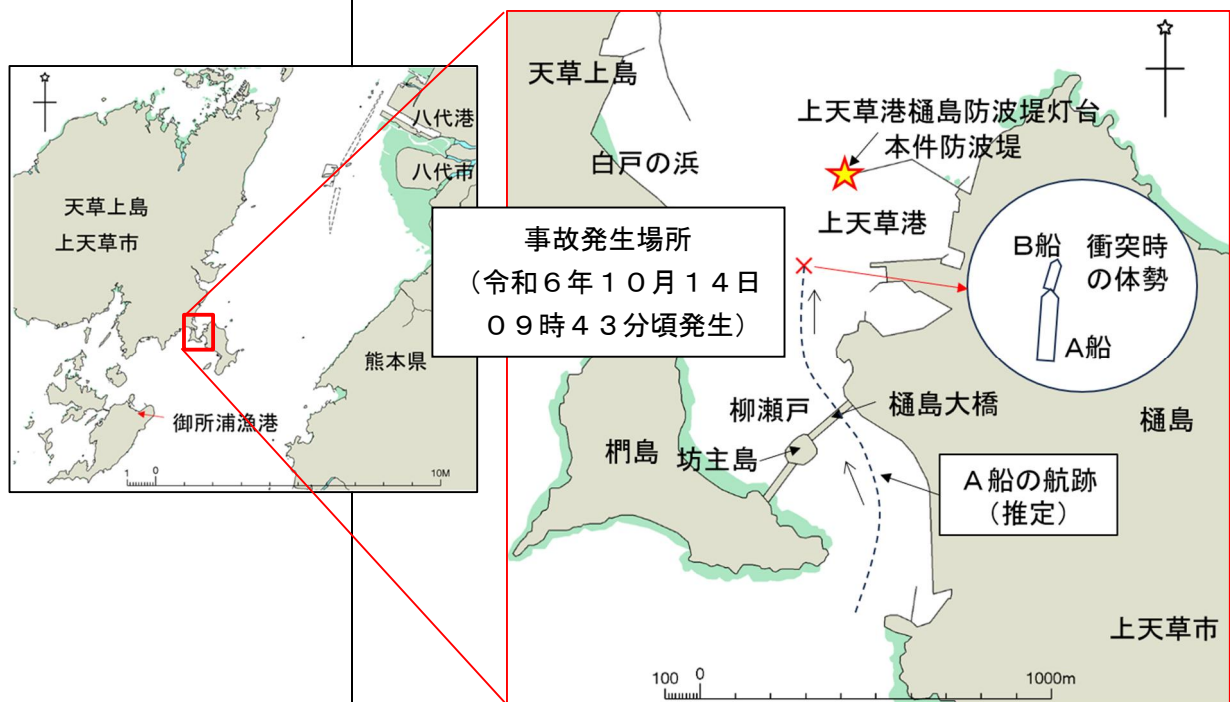 八代港
八代市
天草上島
上天草市
熊本県
御所浦漁港
1 0 10M
天草上島
上天草港樋島防波堤灯台
本件防波堤
白戸の浜
上天草港
事故発生場所
（令和６年１０月１４日
０９時４３分頃発生）
B船 衝突時
の体勢
A船
柳瀬戸
樋島大橋
樋島
椚島
坊主島
A船の航跡
（推定）
上天草市
100 0 1000m